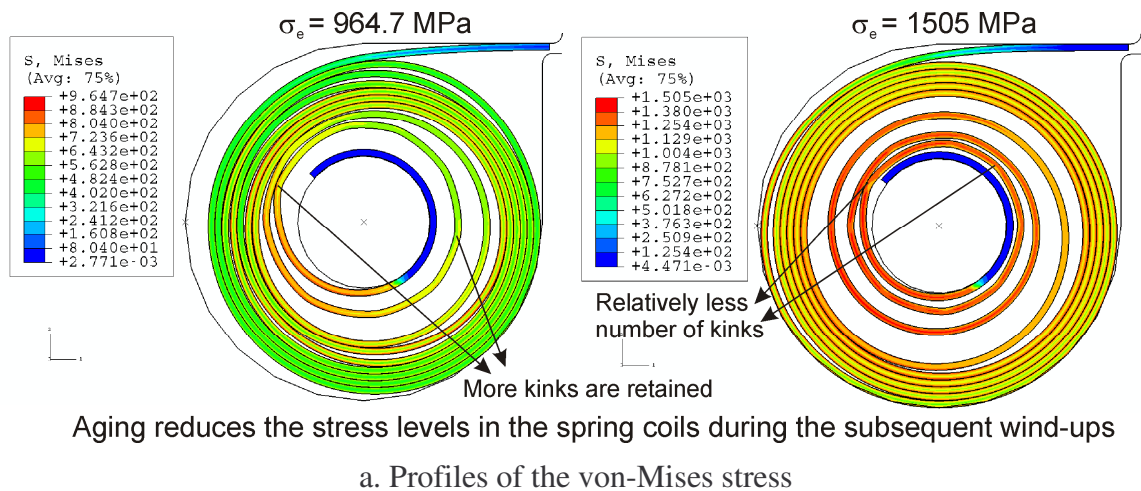 σe = 964.7 MPa
S, Mises
(Avg: 75%)
+9.647e+02
+8.843e+02
+8.040e+02
+7.236e+02
+6.432e+02
+5.628e+02
+4.824e+02
+4.020e+02
+3.216e+02
+2.412e+02
+1.608e+02
+8.040e+01
+2.771e-03
More kinks are retained
σe = 1505 MPa
S, Mises
(Avg: 75%)
+1.505e+03
+1.380e+03
+1.254e+03
+1.129e+03
+1.004e+03
+8.781e+02
+7.527e+02
+6.272e+02
+5.018e+02
+3.763e+02
+2.509e+02
+1.254e+02
+4.471e-03
Relatively less
number of kinks
Aging reduces the stress levels in the spring coils during the subsequent wind-ups
a. Profiles of the von-Mises stress